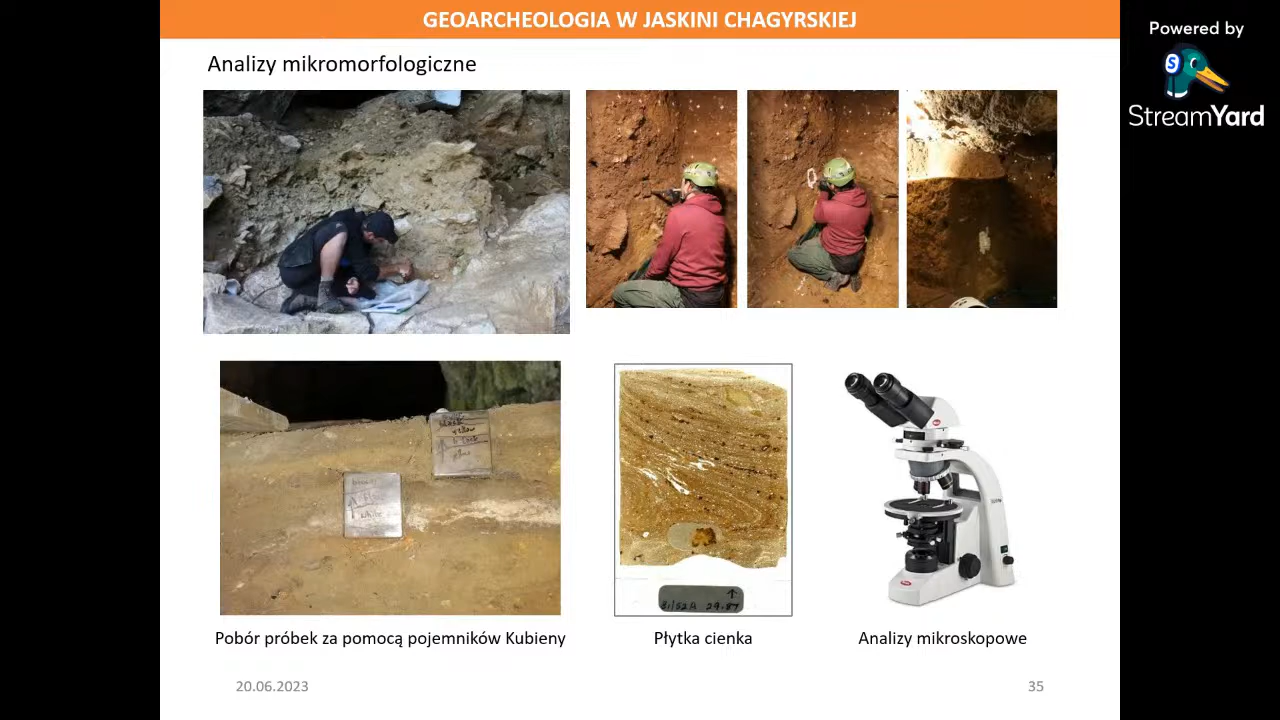 GEOARCHEOLOGIA W JASKINI CHAGYRSKIEJ
Powered by
StreamYard
Analizy mikromorfologiczne
Pobór próbek za pomocą pojemników Kubieny
Płytka cienka
Analizy mikroskopowe
20.06.2023
35